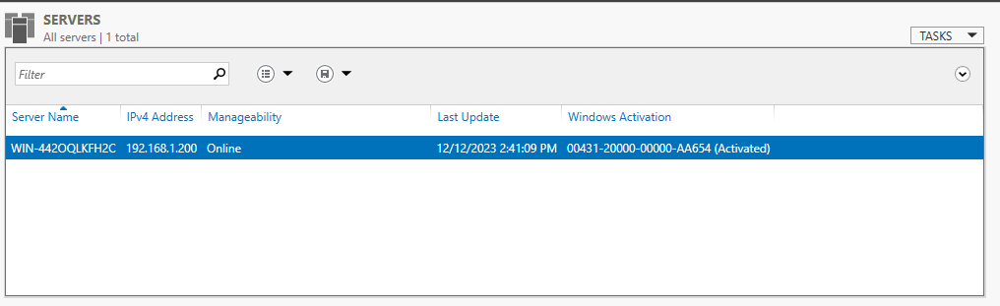 SERVERS
All servers | 1 total
TASKS
Filter
Server Name IPv4 Address Manageability Last Update Windows Activation
WIN-442OQLKFH2C 192.168.1.200 Online 12/12/2023 2:41:09 PM 00431-20000-00000-AA654 (Activated)